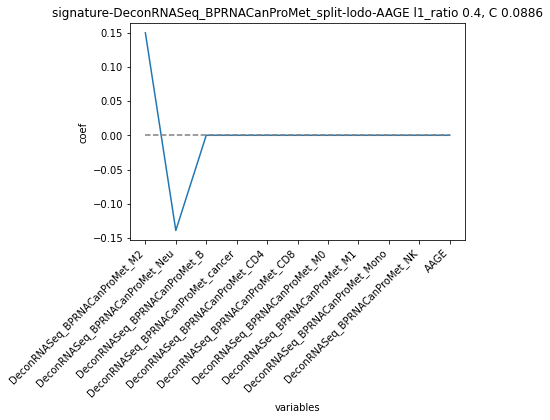 signature-DeconRNASeq_BPRNACanProMet_split-lodo-AAGE l1_ratio 0.4, C 0.0886
0.15
0.10
0.05
0.00
−0.05
−0.10
−0.15
coef
DeconRNASeq_BPRNACanProMet_M2
DeconRNASeq_BPRNACanProMet_Neu
DeconRNASeq_BPRNACanProMet_B
DeconRNASeq_BPRNACanProMet_cancer
DeconRNASeq_BPRNACanProMet_CD4
DeconRNASeq_BPRNACanProMet_CD8
DeconRNASeq_BPRNACanProMet_M0
DeconRNASeq_BPRNACanProMet_M1
DeconRNASeq_BPRNACanProMet_Mono
DeconRNASeq_BPRNACanProMet_NK
AAGE
variables